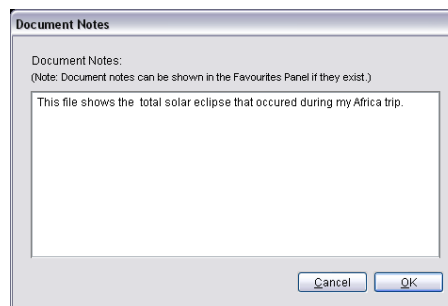 Document Notes
Document Notes:
(Note: Document notes can be shown in the Favourites Panel if they exist.)
This file shows the  total solar eclipse that occured during my Africa trip.
Cancel OK